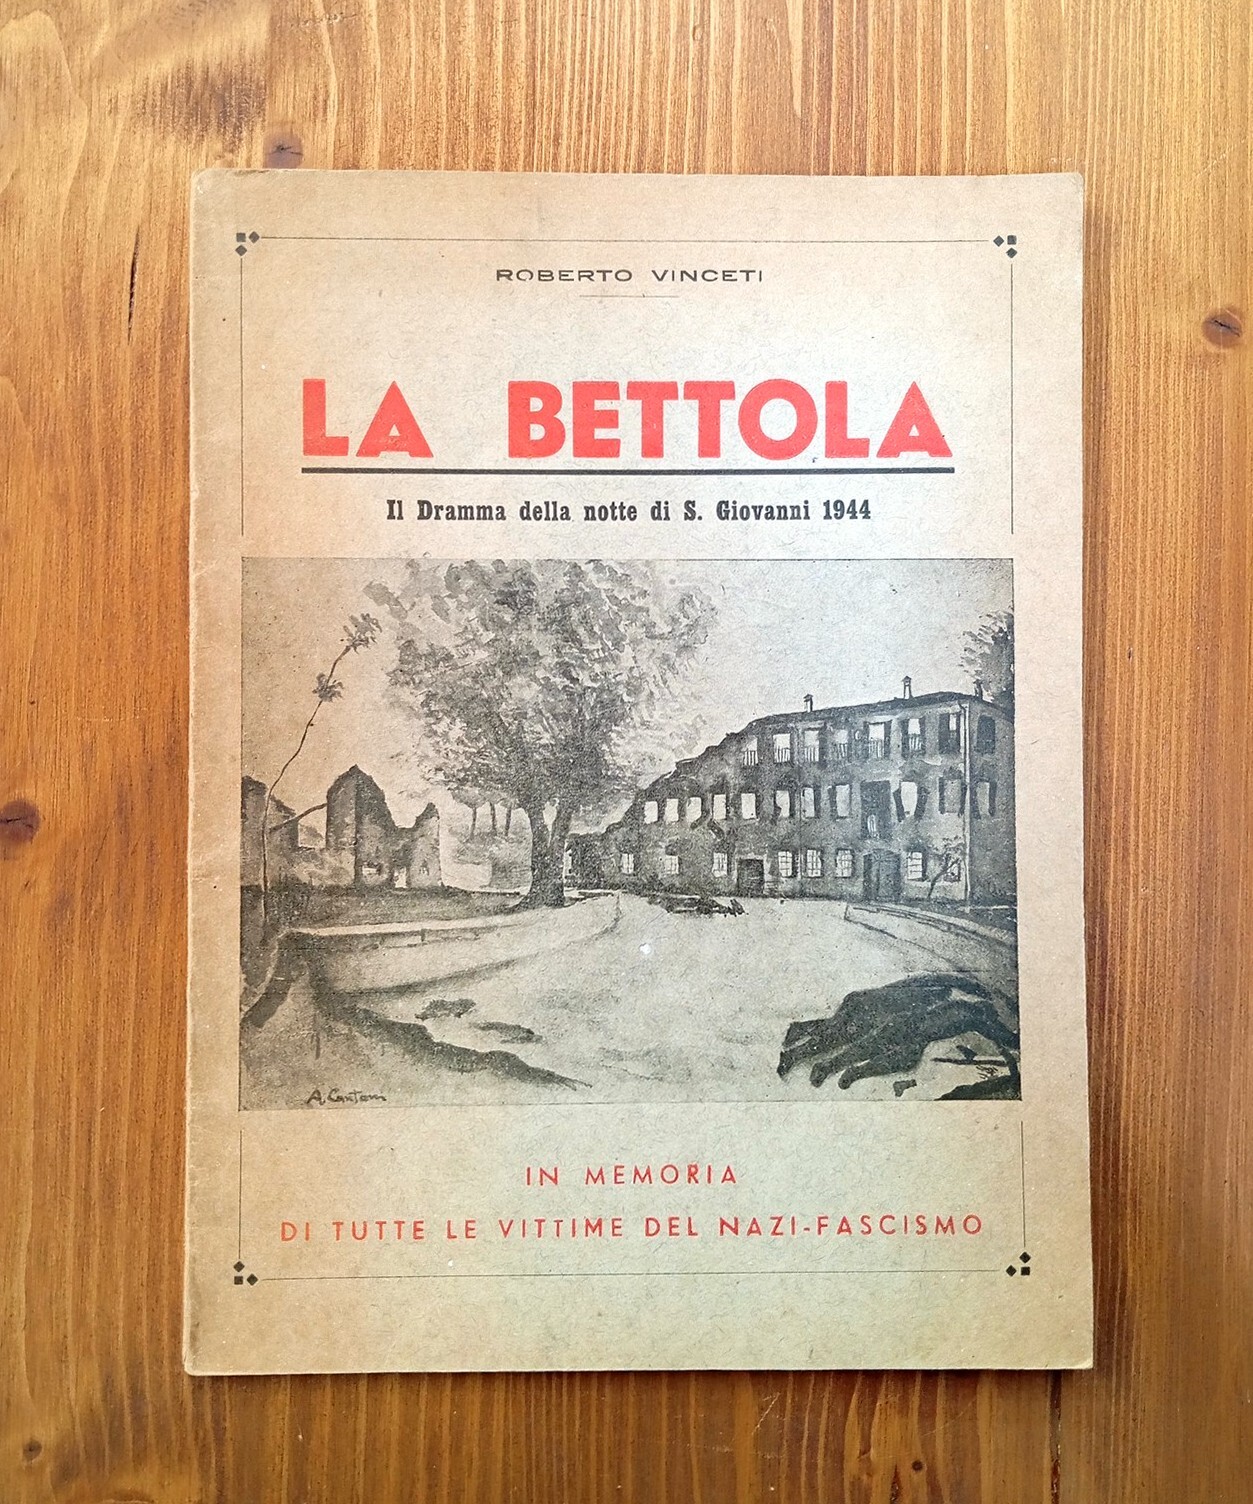 ROBERTO VINCETI
LA BETTOLA
Il Dramma della notte di S. Giovanni 1944
A. Cantoni
IN MEMORIA
DI TUTTE LE VITTIME DEL NAZI-FASCISMO